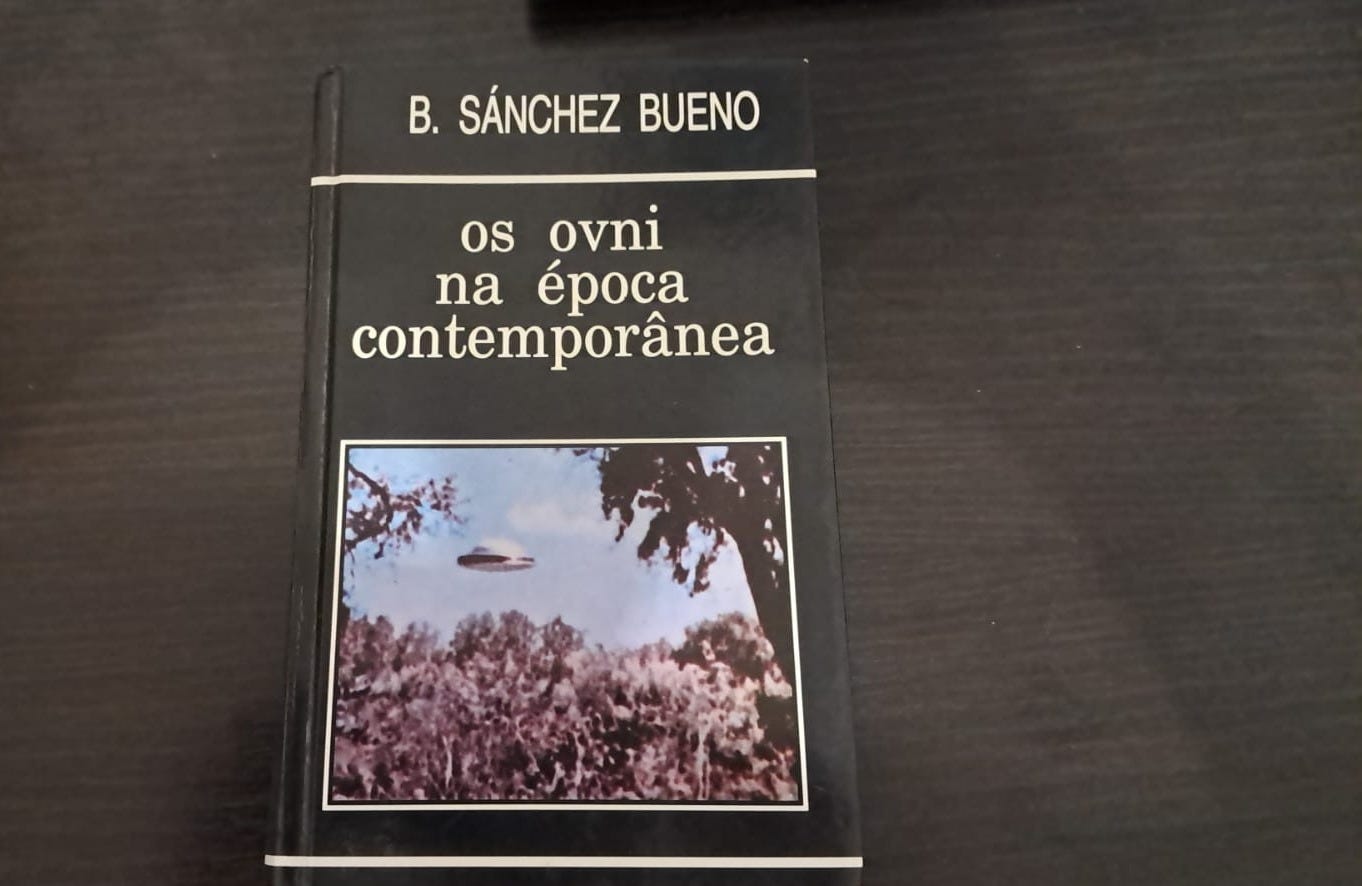 B. SÁNCHEZ BUENO
os ovni
na época
contemporânea